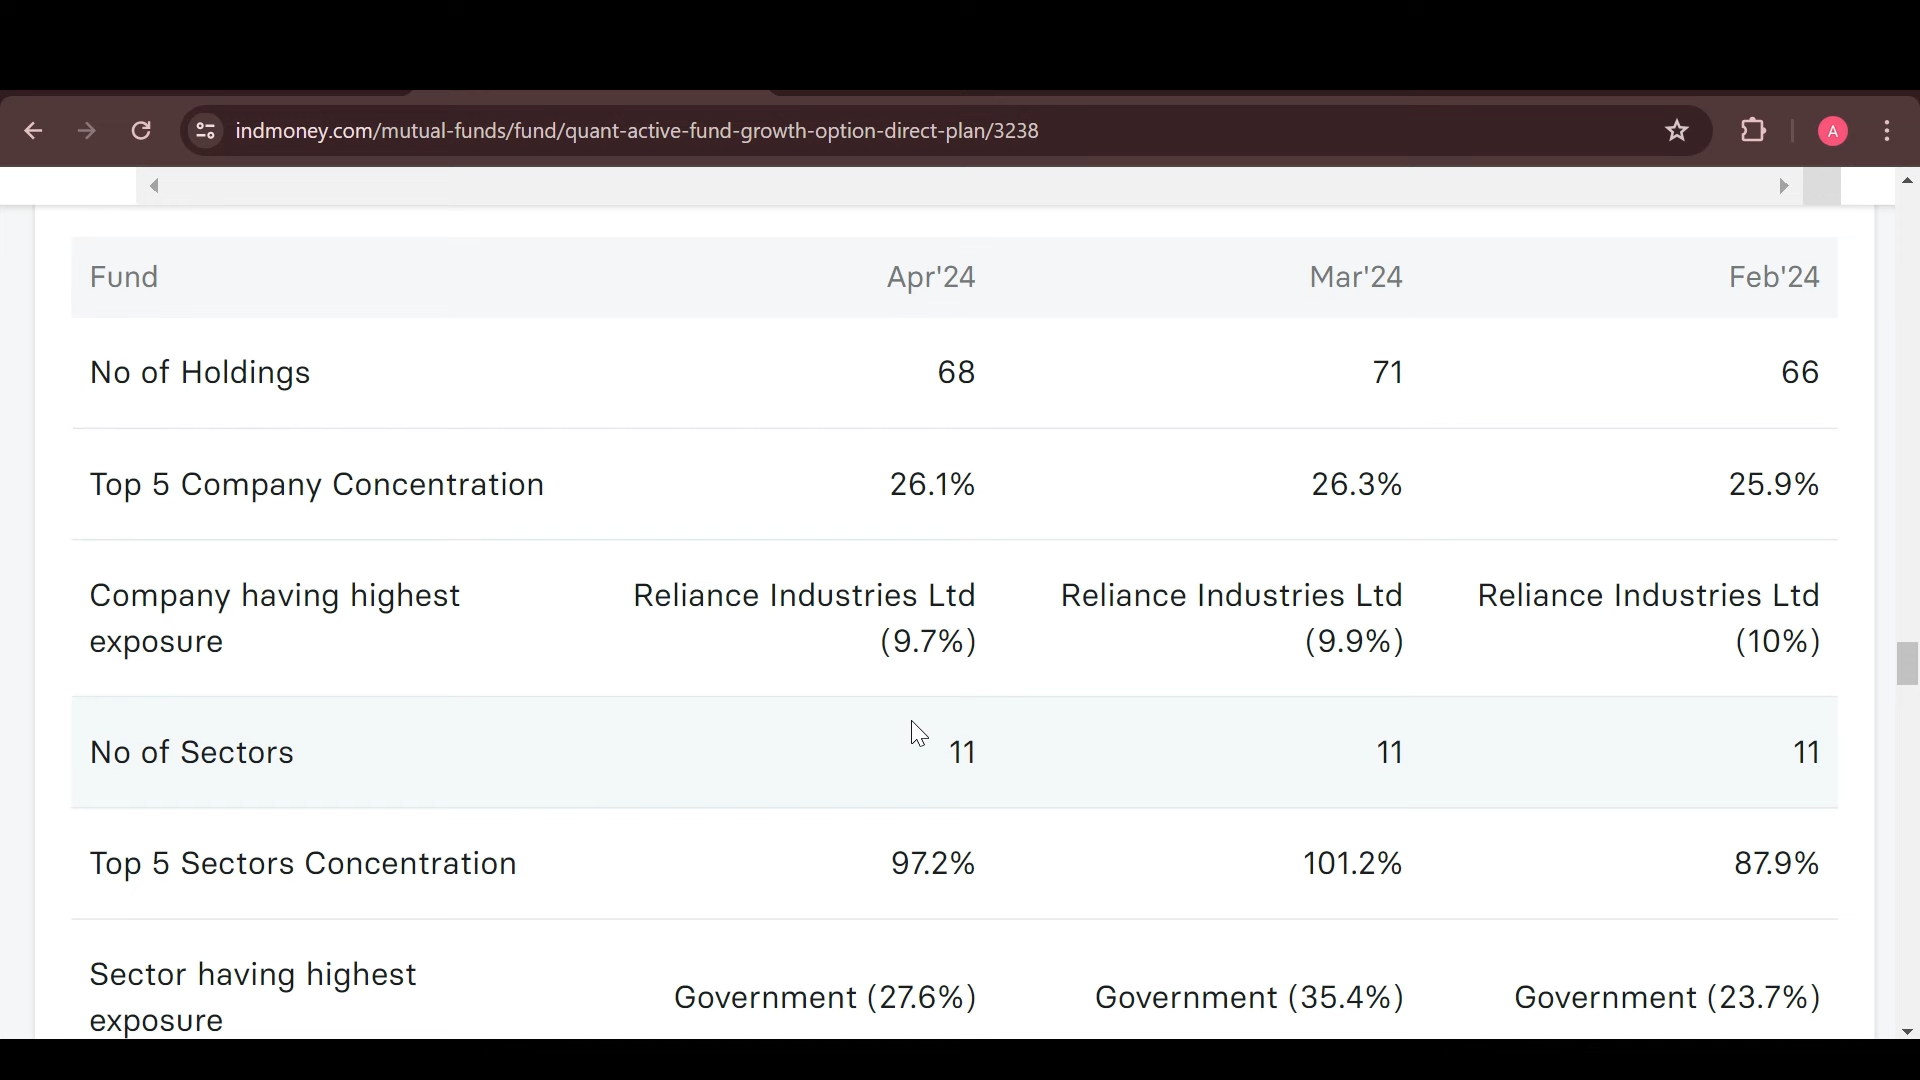 indmoney.com/mutual-funds/fund/quant-active-fund-growth-option-direct-plan/3238
A
Fund Apr'24 Mar'24 Feb'24
No of Holdings 68 71 66
Top 5 Company Concentration 26.1% 26.3% 25.9%
Company having highest Reliance Industries Ltd Reliance Industries Ltd Reliance Industries Ltd
exposure (9.7%) (9.9%) (10%)
No of Sectors 11 11 11
Top 5 Sectors Concentration 97.2% 101.2% 87.9%
Sector having highest
Government (27.6%) Government (35.4%) Government (23.7%)
exposure